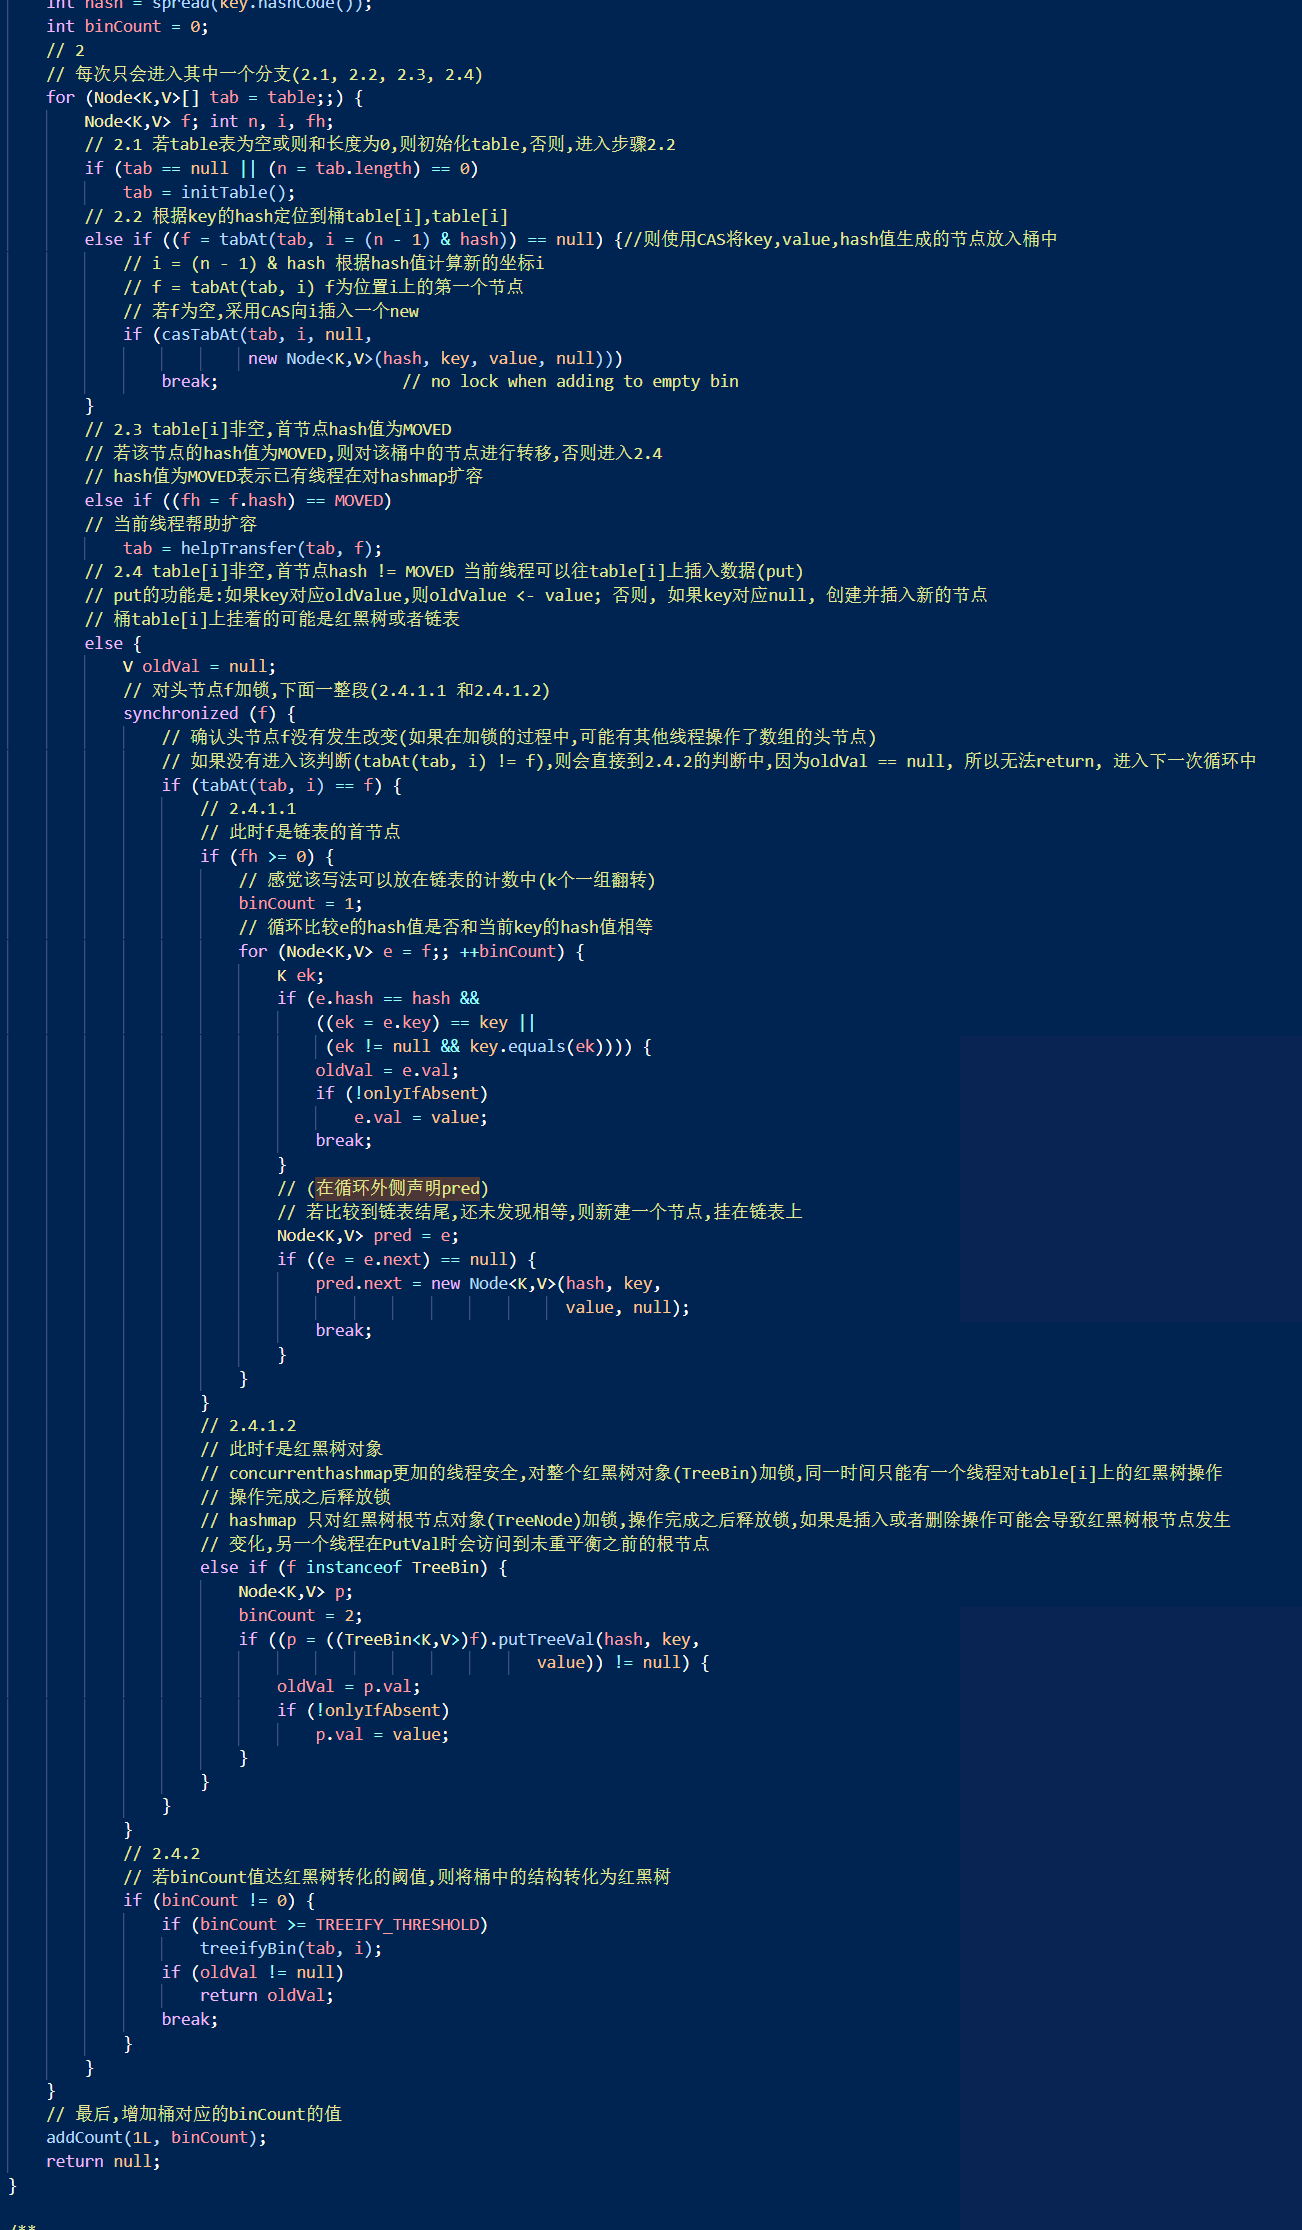 int hash = spread(key.hashCode());
int binCount = 0;
// 2
// 每次只会进入其中一个分支(2.1, 2.2, 2.3, 2.4)
for (Node<K,V>[] tab = table;;) {
Node<K,V> f; int n, i, fh;
// 2.1 若table表为空或则和长度为0,则初始化table,否则,进入步骤2.2
if (tab == null || (n = tab.length) == 0)
tab = initTable();
// 2.2 根据key的hash定位到桶table[i],table[i]
else if ((f = tabAt(tab, i = (n - 1) & hash)) == null) {//则使用CAS将key,value,hash值生成的节点放入桶中
// i = (n - 1) & hash 根据hash值计算新的坐标i
// f = tabAt(tab, i) f为位置i上的第一个节点
// 若f为空,采用CAS向i插入一个new
if (casTabAt(tab, i, null,
new Node<K,V>(hash, key, value, null)))
break; // no lock when adding to empty bin
}
// 2.3 table[i]非空,首节点hash值为MOVED
// 若该节点的hash值为MOVED,则对该桶中的节点进行转移,否则进入2.4
// hash值为MOVED表示已有线程在对hashmap扩容
else if ((fh = f.hash) == MOVED)
// 当前线程帮助扩容
tab = helpTransfer(tab, f);
// 2.4 table[i]非空,首节点hash != MOVED 当前线程可以往table[i]上插入数据(put)
// put的功能是:如果key对应oldValue,则oldValue <- value; 否则, 如果key对应null, 创建并插入新的节点
// 桶table[i]上挂着的可能是红黑树或者链表
else {
V oldVal = null;
// 对头节点f加锁,下面一整段(2.4.1.1 和2.4.1.2)
synchronized (f) {
// 确认头节点f没有发生改变(如果在加锁的过程中,可能有其他线程操作了数组的头节点)
// 如果没有进入该判断(tabAt(tab, i) != f),则会直接到2.4.2的判断中,因为oldVal == null, 所以无法return, 进入下一次循环中
if (tabAt(tab, i) == f) {
// 2.4.1.1
// 此时f是链表的首节点
if (fh >= 0) {
// 感觉该写法可以放在链表的计数中(k个一组翻转)
binCount = 1;
// 循环比较e的hash值是否和当前key的hash值相等
for (Node<K,V> e = f;; ++binCount) {
K ek;
if (e.hash == hash &&
((ek = e.key) == key ||
(ek != null && key.equals(ek)))) {
oldVal = e.val;
if (!onlyIfAbsent)
e.val = value;
break;
}
// (在循环外侧声明pred)
// 若比较到链表结尾,还未发现相等,则新建一个节点,挂在链表上
Node<K,V> pred = e;
if ((e = e.next) == null) {
pred.next = new Node<K,V>(hash, key,
value, null);
break;
}
}
}
// 2.4.1.2
// 此时f是红黑树对象
// concurrenthashmap更加的线程安全,对整个红黑树对象(TreeBin)加锁,同一时间只能有一个线程对table[i]上的红黑树操作
// 操作完成之后释放锁
// hashmap 只对红黑树根节点对象(TreeNode)加锁,操作完成之后释放锁,如果是插入或者删除操作可能会导致红黑树根节点发生
// 变化,另一个线程在PutVal时会访问到未重平衡之前的根节点
else if (f instanceof TreeBin) {
Node<K,V> p;
binCount = 2;
if ((p = ((TreeBin<K,V>)f).putTreeVal(hash, key,
value)) != null) {
oldVal = p.val;
if (!onlyIfAbsent)
p.val = value;
}
}
}
}
// 2.4.2
// 若binCount值达红黑树转化的阈值,则将桶中的结构转化为红黑树
if (binCount != 0) {
if (binCount >= TREEIFY_THRESHOLD)
treeifyBin(tab, i);
if (oldVal != null)
return oldVal;
break;
}
}
}
// 最后,增加桶对应的binCount的值
addCount(1L, binCount);
return null;
}
/**